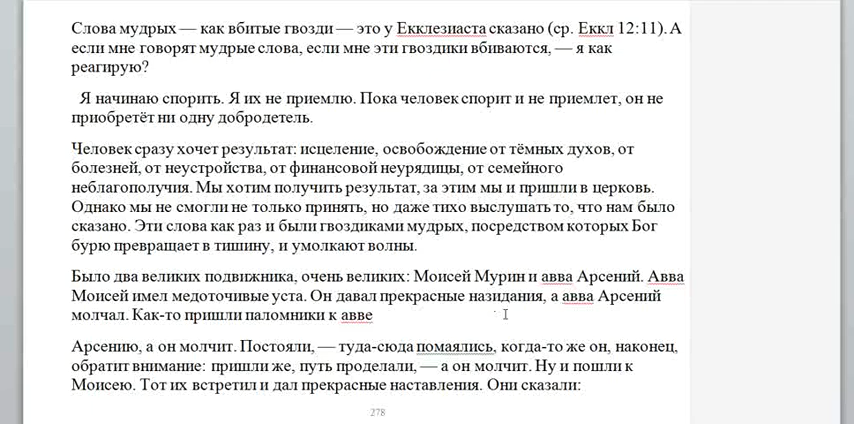 Слова мудрых — как вбитые гвозди — это у Екклезиаста сказано (ср. Еккл 12:11). А
если мне говорят мудрые слова, если мне эти гвоздики вбиваются, — я как
реагирую?
Я начинаю спорить. Я их не приемлю. Пока человек спорит и не приемлет, он не
приобретёт ни одну добродетель.
Человек сразу хочет результат: исцеление, освобождение от тёмных духов, от
болезней, от неустройства, от финансовой неурядицы, от семейного
неблагополучия. Мы хотим получить результат, за этим мы и пришли в церковь.
Однако мы не смогли не только принять, но даже тихо выслушать то, что нам было
сказано. Эти слова как раз и были гвоздиками мудрых, посредством которых Бог
бурю превращает в тишину, и умолкают волны.
Было два великих подвижника, очень великих: Моисей Мурин и авва Арсений. Авва
Моисей имел медоточивые уста. Он давал прекрасные назидания, а авва Арсений
молчал. Как-то пришли паломники к авве
Арсению, а он молчит. Постояли, — туда-сюда помаялись, когда-то же он, наконец,
обратит внимание: пришли же, путь проделали, — а он молчит. Ну и пошли к
Моисею. Тот их встретил и дал прекрасные наставления. Они сказали:
278